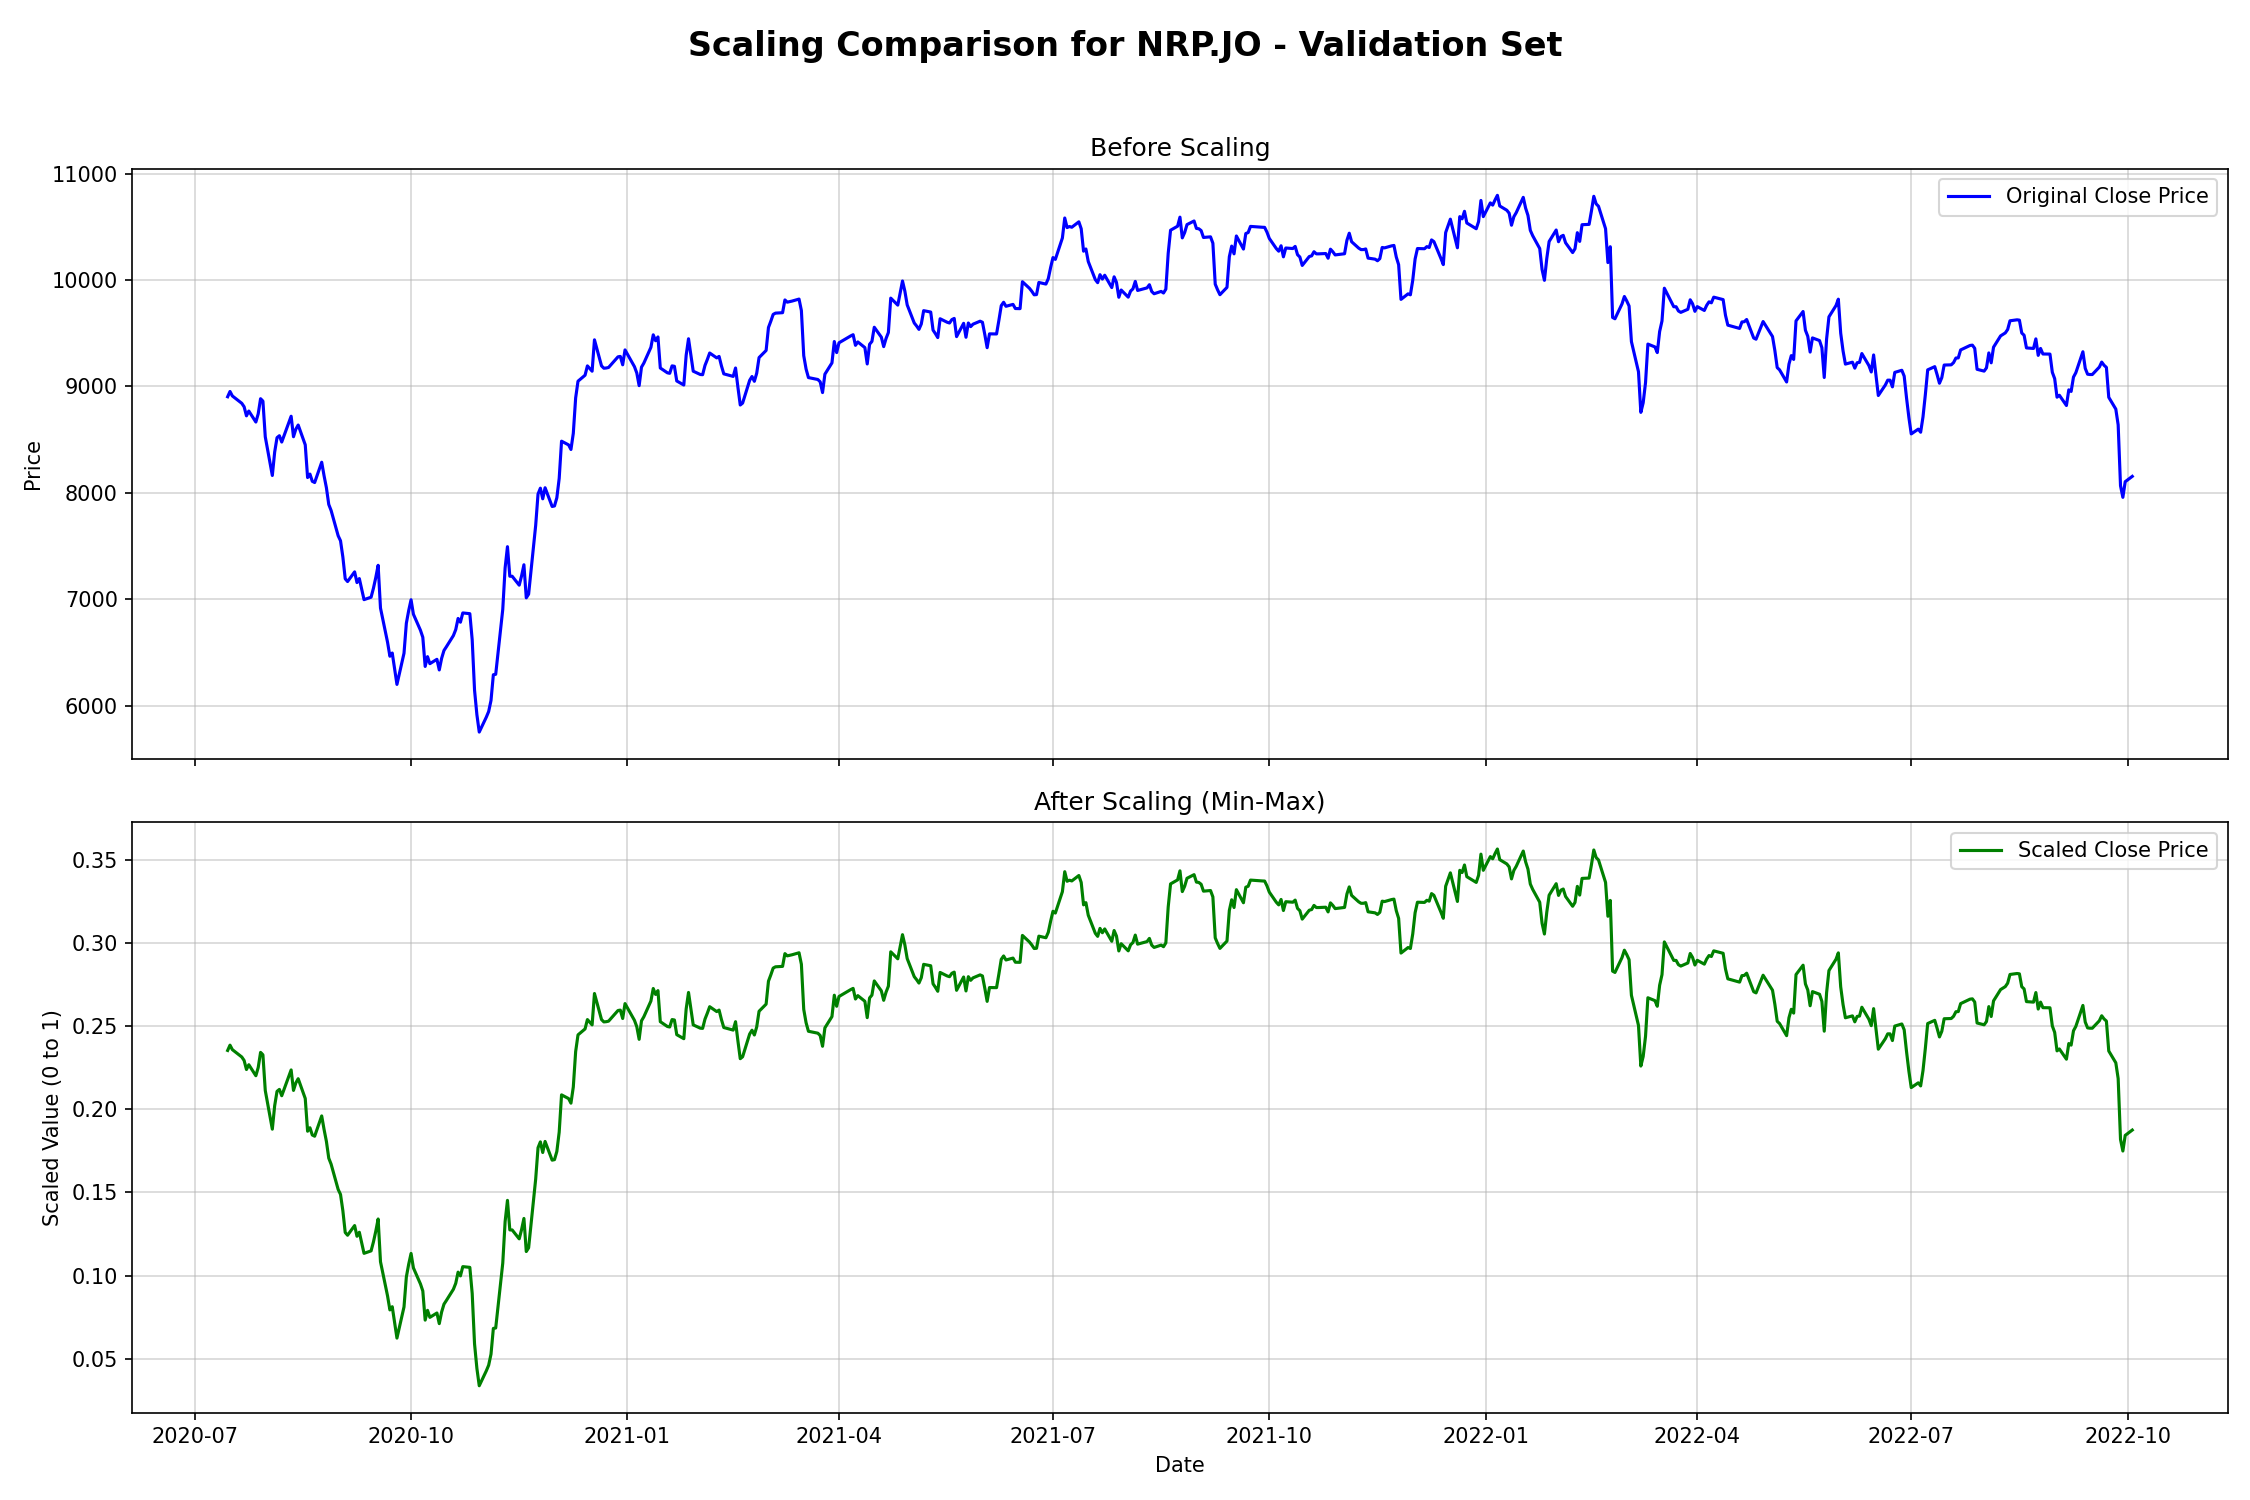 Scaling Comparison for NRP.JO - Validation Set
Before Scaling
Original Close Price
11000
10000
9000
8000
7000
6000
Price
After Scaling (Min-Max)
Scaled Close Price
0.35
0.30
0.25
0.20
0.15
0.10
0.05
Scaled Value (0 to 1)
2020-07 2020-10 2021-01 2021-04 2021-07 2021-10 2022-01 2022-04 2022-07 2022-10
Date